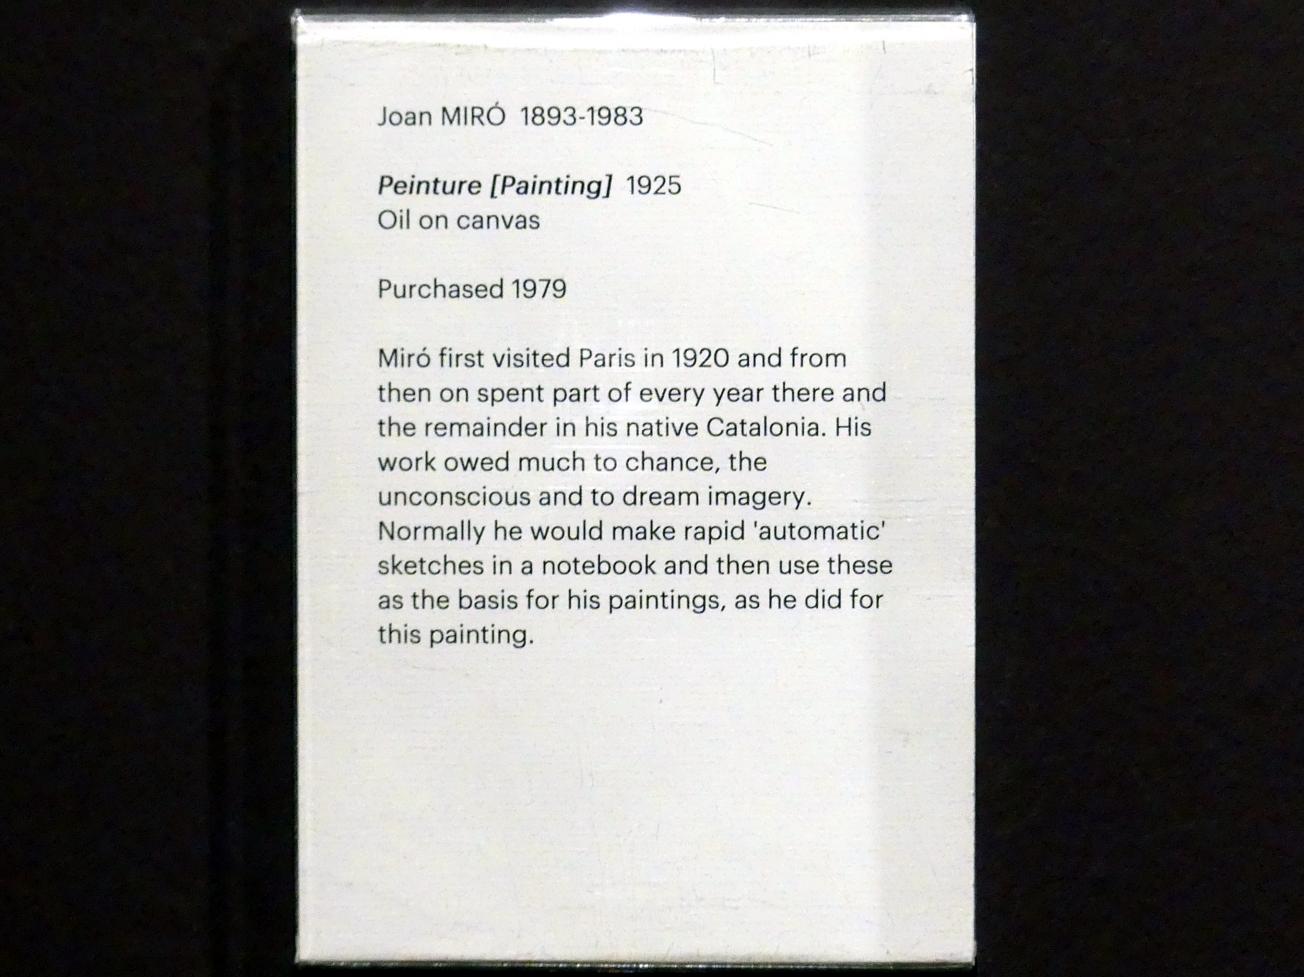 Joan MIRÓ 1893-1983
Peinture [Painting] 1925
Oil on canvas
Purchased 1979
Miró first visited Paris in 1920 and from
then on spent part of every year there and
the remainder in his native Catalonia. His
work owed much to chance, the
unconscious and to dream imagery.
Normally he would make rapid 'automatic'
sketches in a notebook and then use these
as the basis for his paintings, as he did for
this painting.